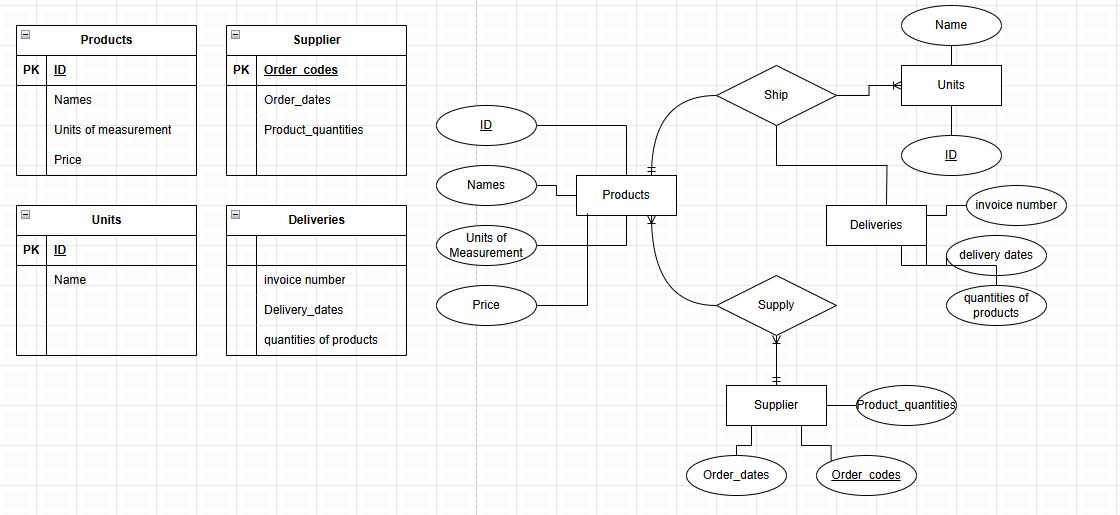 Products
PK ID
Names
Units of measurement
Price
Supplier
PK Order_codes
Order_dates
Product_quantities
Units
PK ID
Name
Deliveries
invoice number
Delivery_dates
quantities of products
Name
Units
ID
Ship
ID
Names
Products
Units of
Measurement
Price
Deliveries
invoice number
delivery dates
quantities of
products
Supply
Supplier
Product_quantities
Order_dates
Order_codes